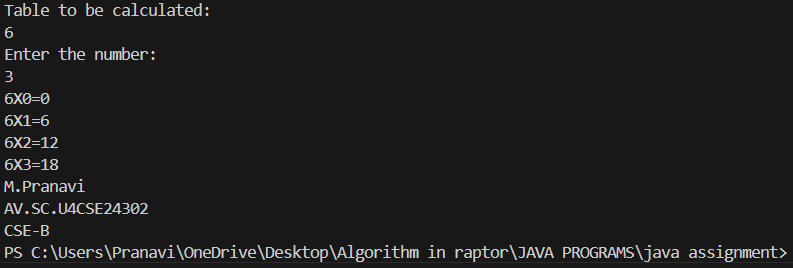 Table to be calculated:
6
Enter the number:
3
6X0=0
6X1=6
6X2=12
6X3=18
M.Pranavi
AV.SC.U4CSE24302
CSE-B
PS C:\Users\Pranavi\OneDrive\Desktop\Algorithm in raptor\JAVA PROGRAMS\java assignment>